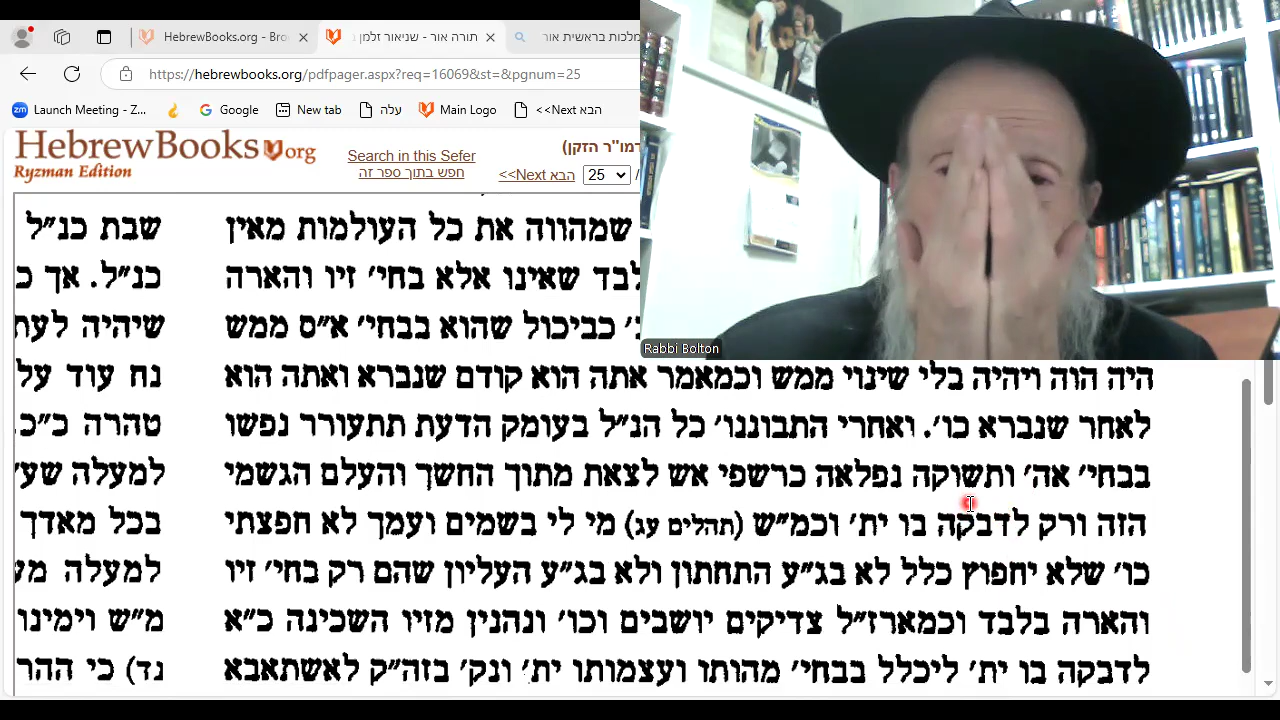 HebrewBooks.org - Bro
תורה אור - שניאור זלמן ב
מלכות בראשית אור
https://hebrewbooks.org/pdfpager.aspx?req=16069&st=&pgnum=25
zm Launch Meeting - Z...
Google
New tab
עלה
Main Logo
<<Next הבא
HebrewBooks.org
Ryzman Edition
Search in this Sefer
חפש בתוך ספר זה
<<Next הבא
25
/
דמו"ר הזקן)
Rabbi Bolton
שמהווה את כל העולמות מאין
לבד שאינו אלא בחי׳ זיו והארה
כביכול שהוא בבחי׳ א״ס ממש
היה הוה ויהיה בלי שינוי ממש וכמאמר אתה הוא קודם שנברא ואתה הוא
לאחר שנברא כו׳. ואחרי התבוננו׳ כל הנ״ל בעומק הדעת תתעורר נפשו
בבחי׳ אה׳ ותשוקה נפלאה כרשפי אש לצאת מתוך החשך והעלם הגשמי
הזה ורק לדבקה בו ית׳ וכמ״ש (תהלים עג) מי לי בשמים ועמך לא חפצתי
כו׳ שלא יחפוץ כלל לא בג״ע התחתון ולא בג״ע העליון שהם רק בחי׳ זיו
והארה בלבד וכמארז״ל צדיקים יושבים וכו׳ ונהנין מזיו השכינה כ״א
לדבקה בו ית׳ ליכלל בבחי׳ מהותו ועצמותו ית׳ ונק׳ בזה״ק לאשתאבא
שבת כנ״ל
כנ״ל. אך כ
שיהיה לעת
נח עוד על
טהרה כ״כ.
למעלה שע׳
בכל מאדך
למעלה מע
מ״ש וימינו
נד) כי ההר